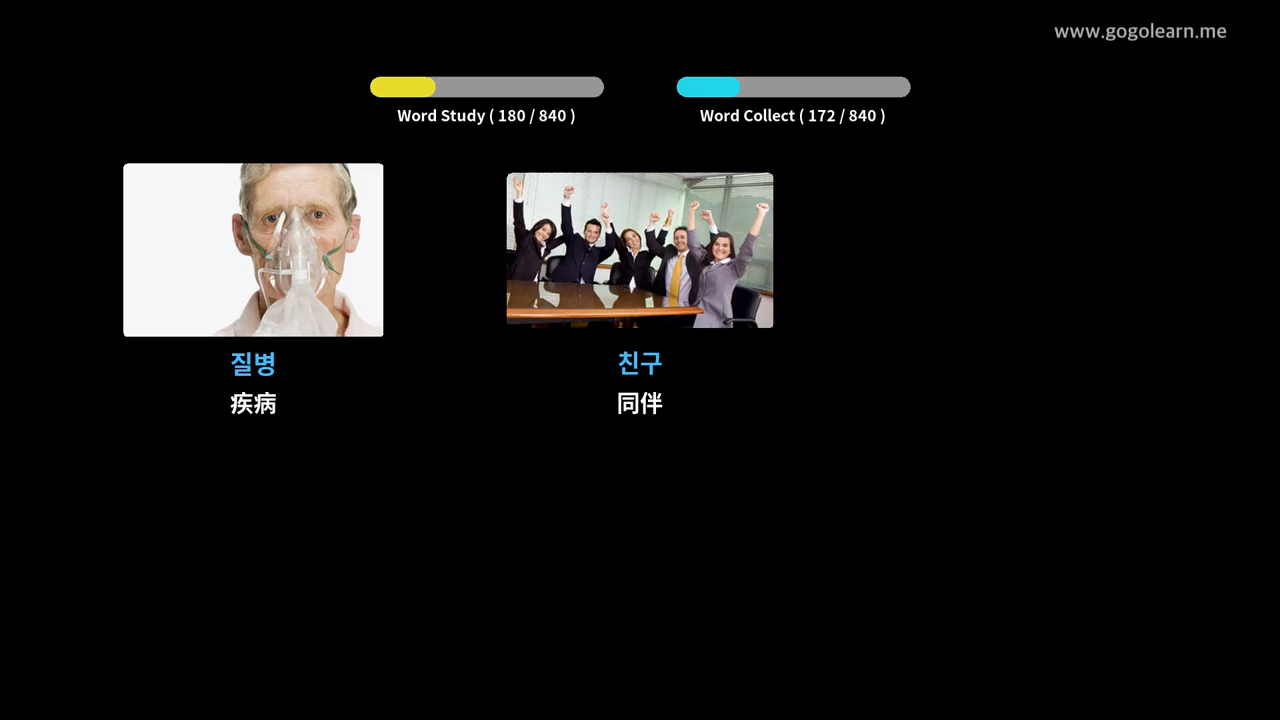 www.gogolearn.me
Word Study ( 180 / 840 )
Word Collect ( 172 / 840 )
질병
疾病
친구
同伴